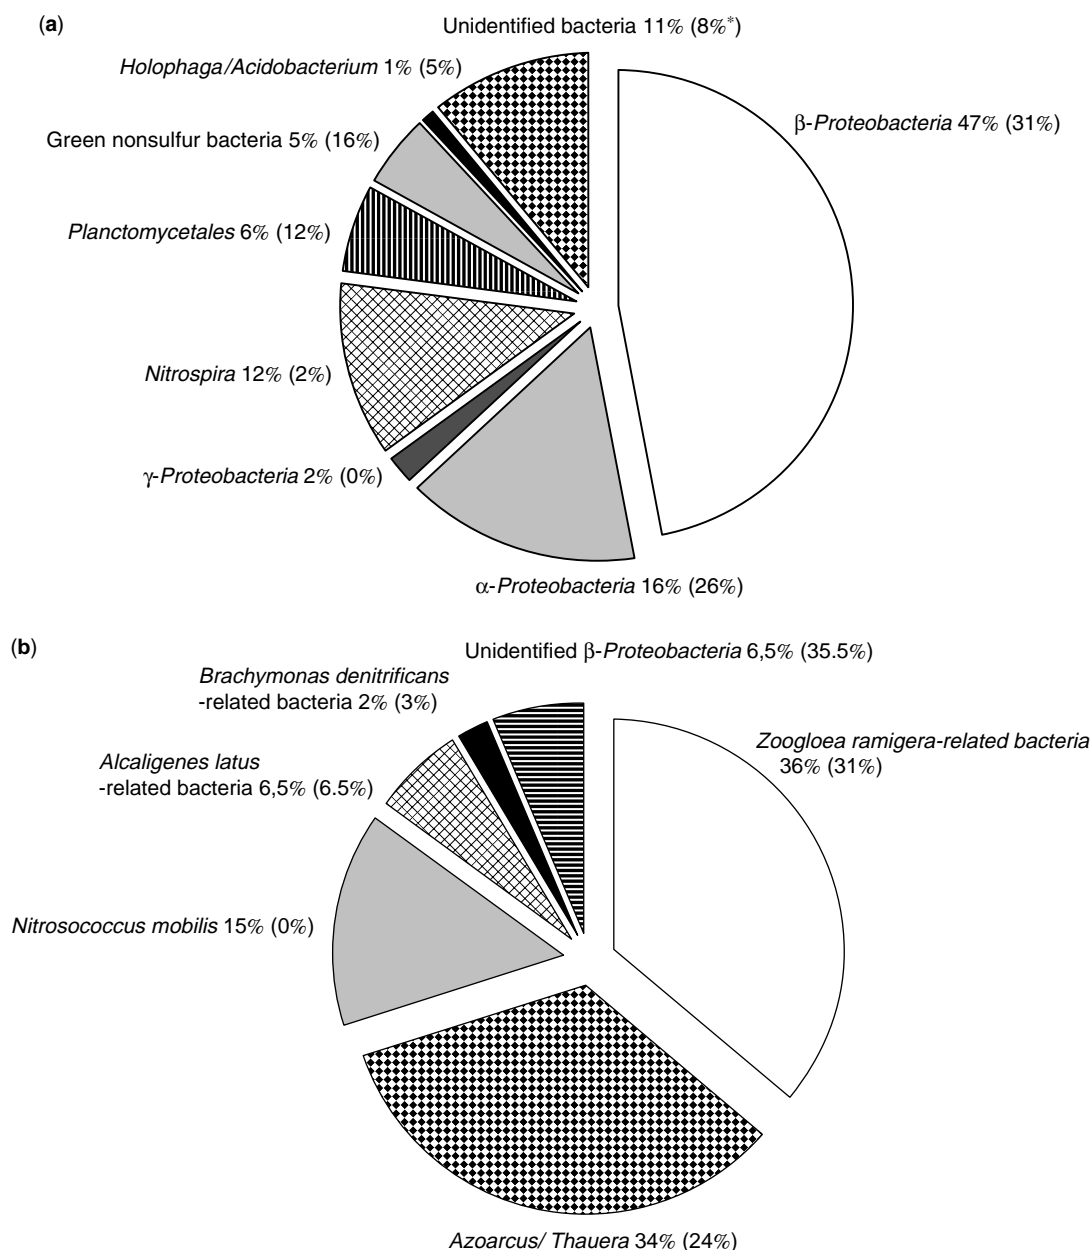 (a)
Unidentified bacteria 11% (8%*)
Holophaga/Acidobacterium 1% (5%)
β-Proteobacteria 47% (31%)
Green nonsulfur bacteria 5% (16%)
Planctomycetales 6% (12%)
Nitrospira 12% (2%)
γ-Proteobacteria 2% (0%)
α-Proteobacteria 16% (26%)
(b)
Unidentified β-Proteobacteria 6,5% (35.5%)
Brachymonas denitrificans
-related bacteria 2% (3%)
Zoogloea ramigera-related bacteria
36% (31%)
Alcaligenes latus
-related bacteria 6,5% (6.5%)
Nitrosococcus mobilis 15% (0%)
Azoarcus/ Thauera 34% (24%)